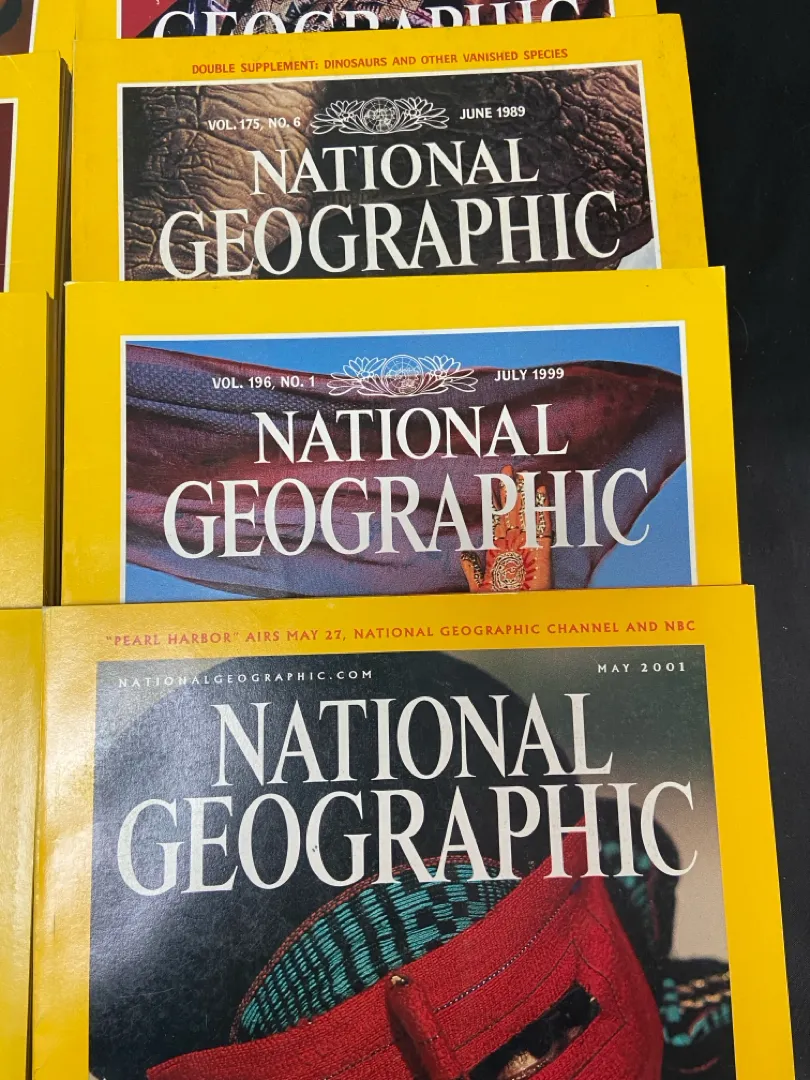 GEOGRAPHIC
DOUBLE SUPPLEMENT: DINOSAURS AND OTHER VANISHED SPECIES
VOL. 175, NO. 6 JUNE 1989
NATIONAL
GEOGRAPHIC
VOL. 196, NO. 1 JULY 1999
NATIONAL
GEOGRAPHIC
"PEARL HARBOR" AIRS MAY 27, NATIONAL GEOGRAPHIC CHANNEL AND NBC
NATIONALGEOGRAPHIC.COM MAY 2001
NATIONAL
GEOGRAPHIC